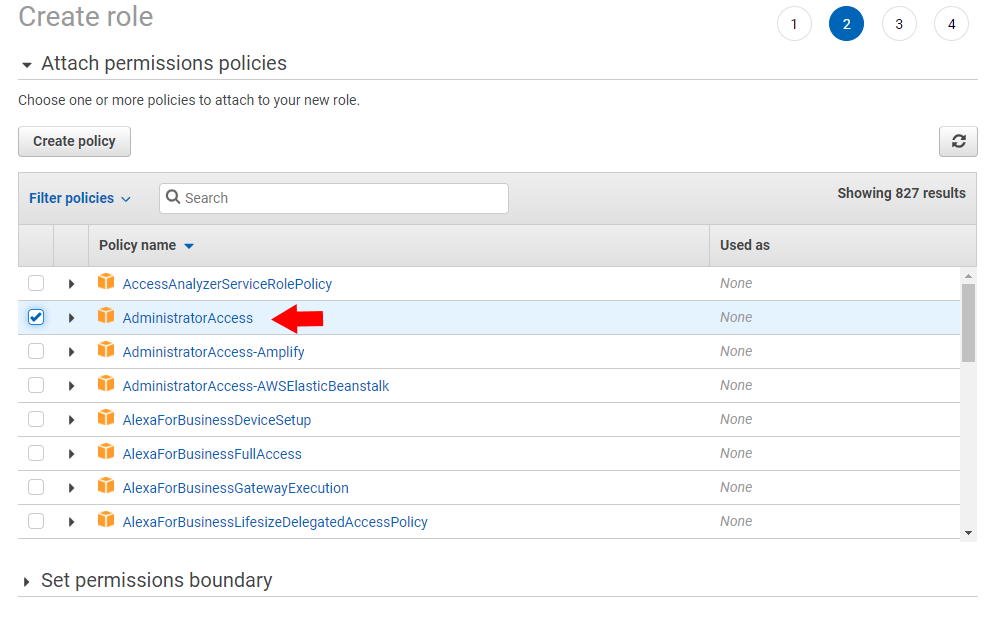 Create role
1 2 3 4
Attach permissions policies
Choose one or more policies to attach to your new role.
Create policy
Filter policies Search Showing 827 results
Policy name Used as
AccessAnalyzerServiceRolePolicy None
AdministratorAccess None
AdministratorAccess-Amplify None
AdministratorAccess-AWSElasticBeanstalk None
AlexaForBusinessDeviceSetup None
AlexaForBusinessFullAccess None
AlexaForBusinessGatewayExecution None
AlexaForBusinessLifesizeDelegatedAccessPolicy None
Set permissions boundary